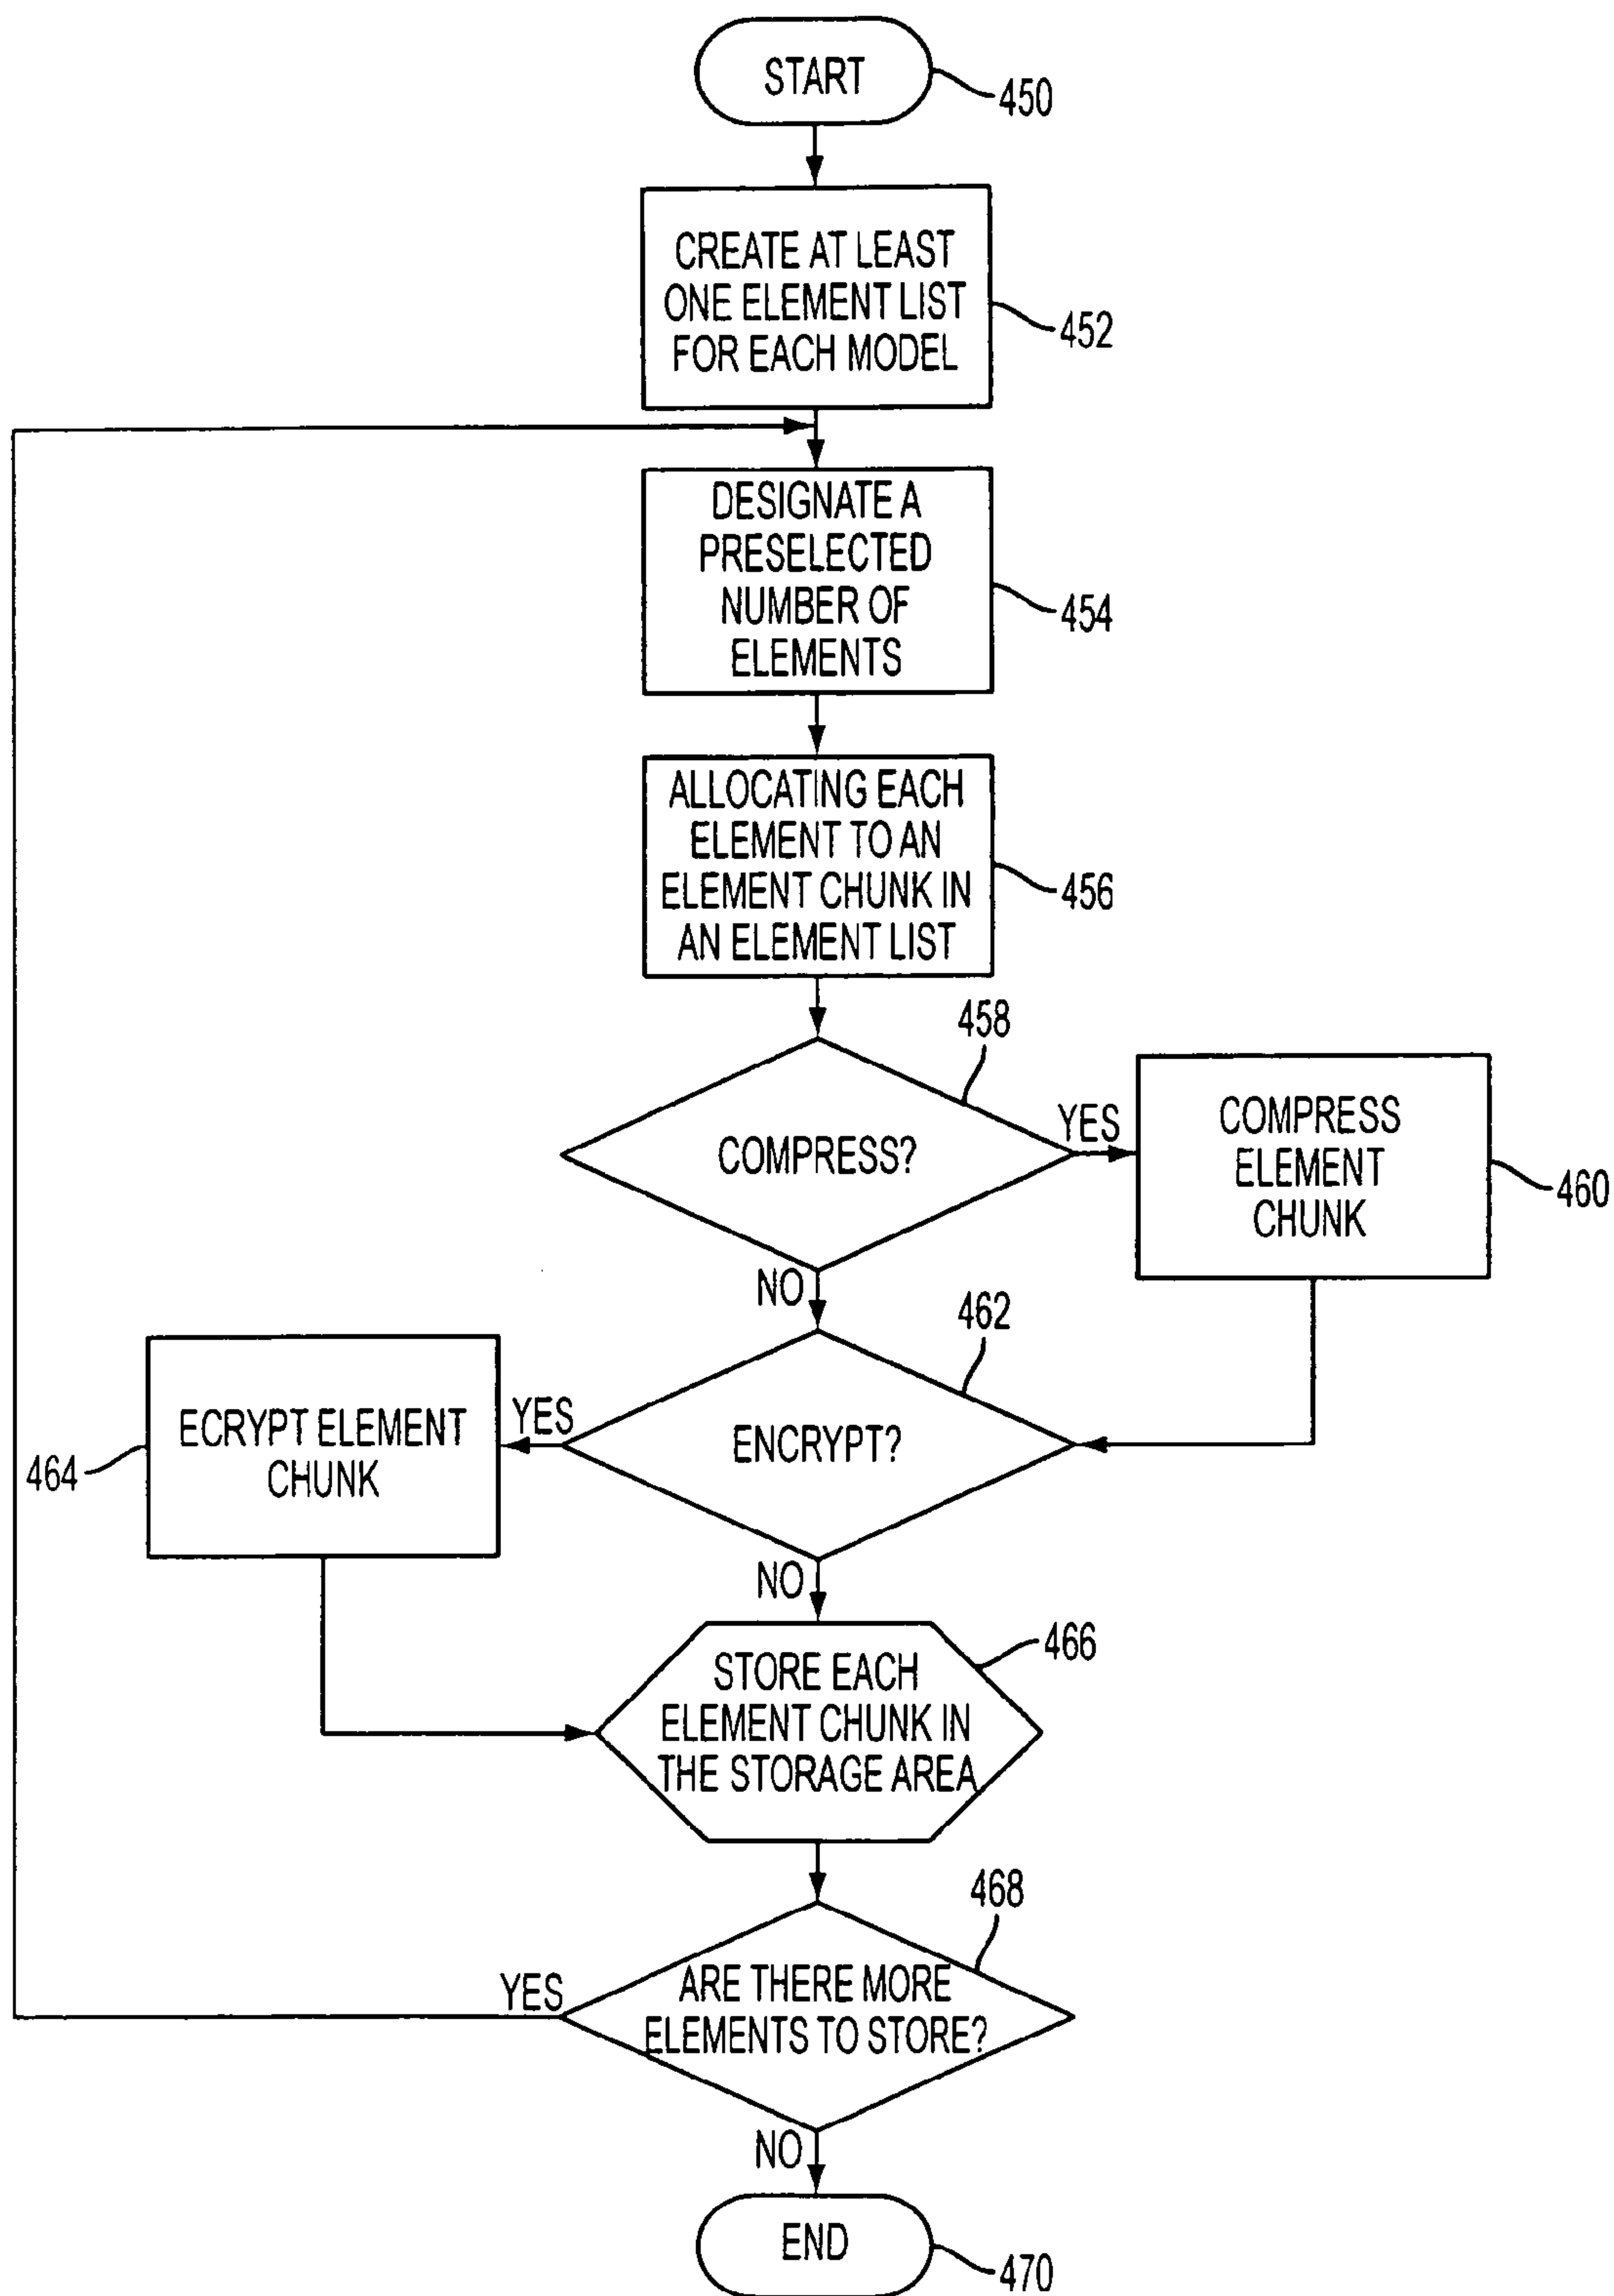 START
450
CREATE AT LEAST
ONE ELEMENT LIST
FOR EACH MODEL
452
DESIGNATE A
PRESELECTED
NUMBER OF
ELEMENTS
454
ALLOCATING EACH
ELEMENT TO AN
ELEMENT CHUNK IN
AN ELEMENT LIST
456
458
COMPRESS?
YES
COMPRESS
ELEMENT
CHUNK
460
NO
462
ENCRYPT?
YES
ECRYPT ELEMENT
CHUNK
464
NO
STORE EACH
ELEMENT CHUNK IN
THE STORAGE AREA
466
468
ARE THERE MORE
ELEMENTS TO STORE?
YES
NO
END
470